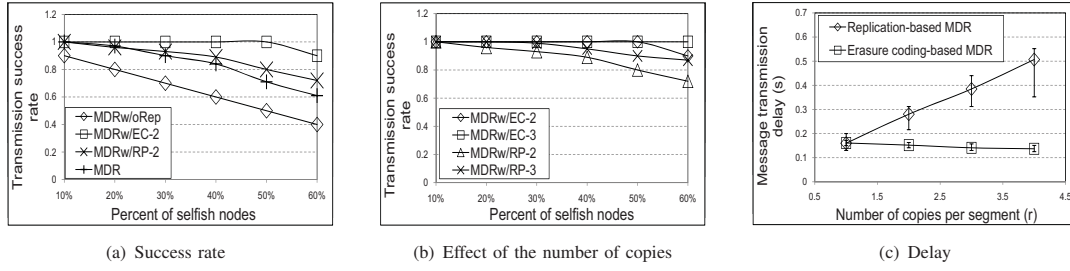 Transmission success
rate
1.2
1
0.8
0.6
0.4
0.2
0
MDRw/oRep
MDRw/EC-2
MDRw/RP-2
MDR
10% 20% 30% 40% 50% 60%
Percent of selfish nodes
(a) Success rate
Transmission success
rate
1.2
1
0.8
0.6
0.4
0.2
0
MDRw/EC-2
MDRw/EC-3
MDRw/RP-2
MDRw/RP-3
10% 20% 30% 40% 50% 60%
Percent of selfish nodes
(b) Effect of the number of copies
Message transmission
delay (s)
0.7
0.6
0.5
0.4
0.3
0.2
0.1
0
Replication-based MDR
Erasure coding-based MDR
0.5 1.5 2.5 3.5 4.5
Number of copies per segment (r)
(c) Delay